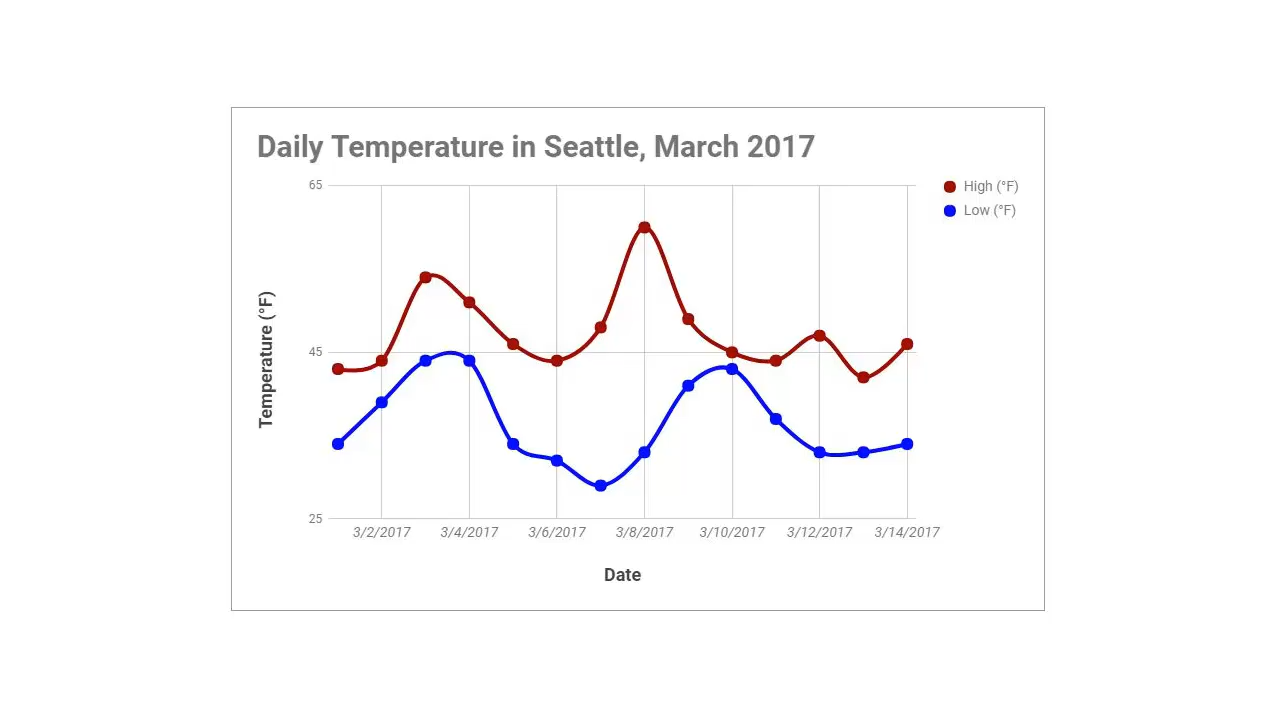 Daily Temperature in Seattle, March 2017
High (°F)
Low (°F)
Temperature (°F)
65
45
25
3/2/2017 3/4/2017 3/6/2017 3/8/2017 3/10/2017 3/12/2017 3/14/2017
Date